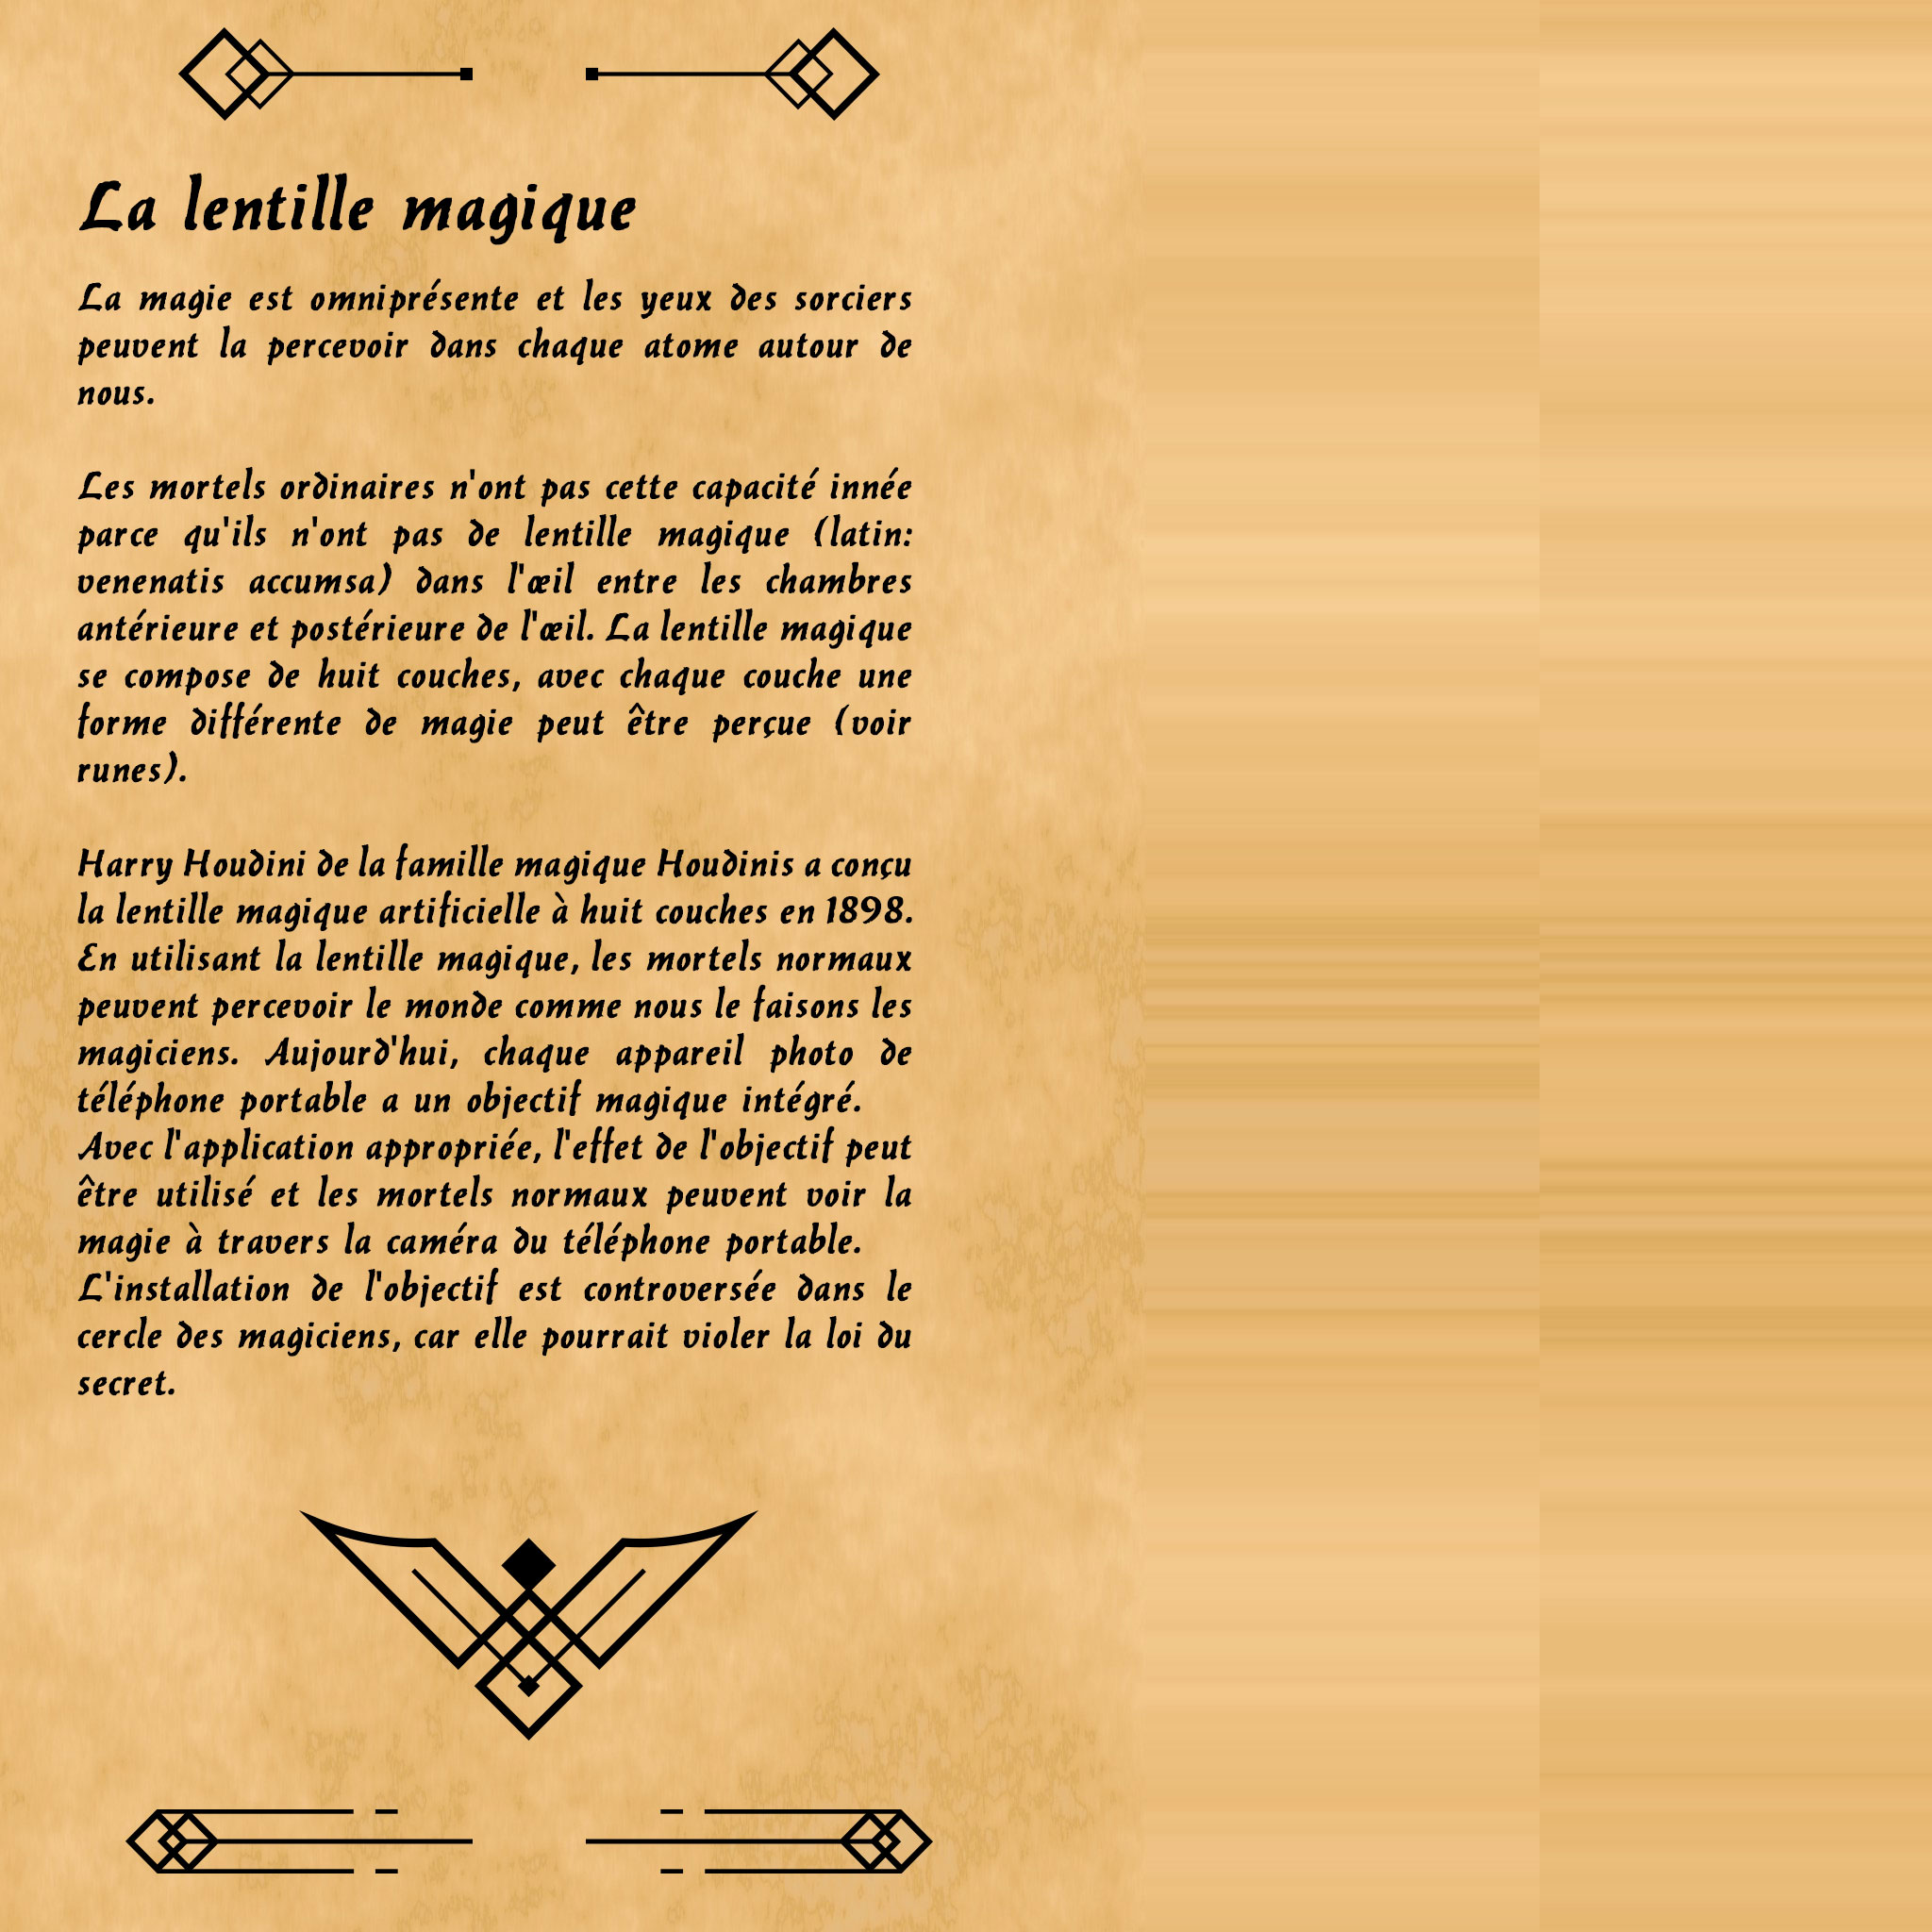 La lentille magique
La magie est omniprésente et les yeux des sorciers
peuvent la percevoir dans chaque atome autour de
nous.
Les mortels ordinaires n'ont pas cette capacité innée
parce qu'ils n'ont pas de lentille magique (latin:
venenatis accumsa) dans l'œil entre les chambres
antérieure et postérieure de l'œil. La lentille magique
se compose de huit couches, avec chaque couche une
forme différente de magie peut être perçue (voir
runes).
Harry Houdini de la famille magique Houdinis a conçu
la lentille magique artificielle à huit couches en 1898.
En utilisant la lentille magique, les mortels normaux
peuvent percevoir le monde comme nous le faisons les
magiciens. Aujourd'hui, chaque appareil photo de
téléphone portable a un objectif magique intégré.
Avec l'application appropriée, l'effet de l'objectif peut
être utilisé et les mortels normaux peuvent voir la
magie à travers la caméra du téléphone portable.
L'installation de l'objectif est controversée dans le
cercle des magiciens, car elle pourrait violer la loi du
secret.